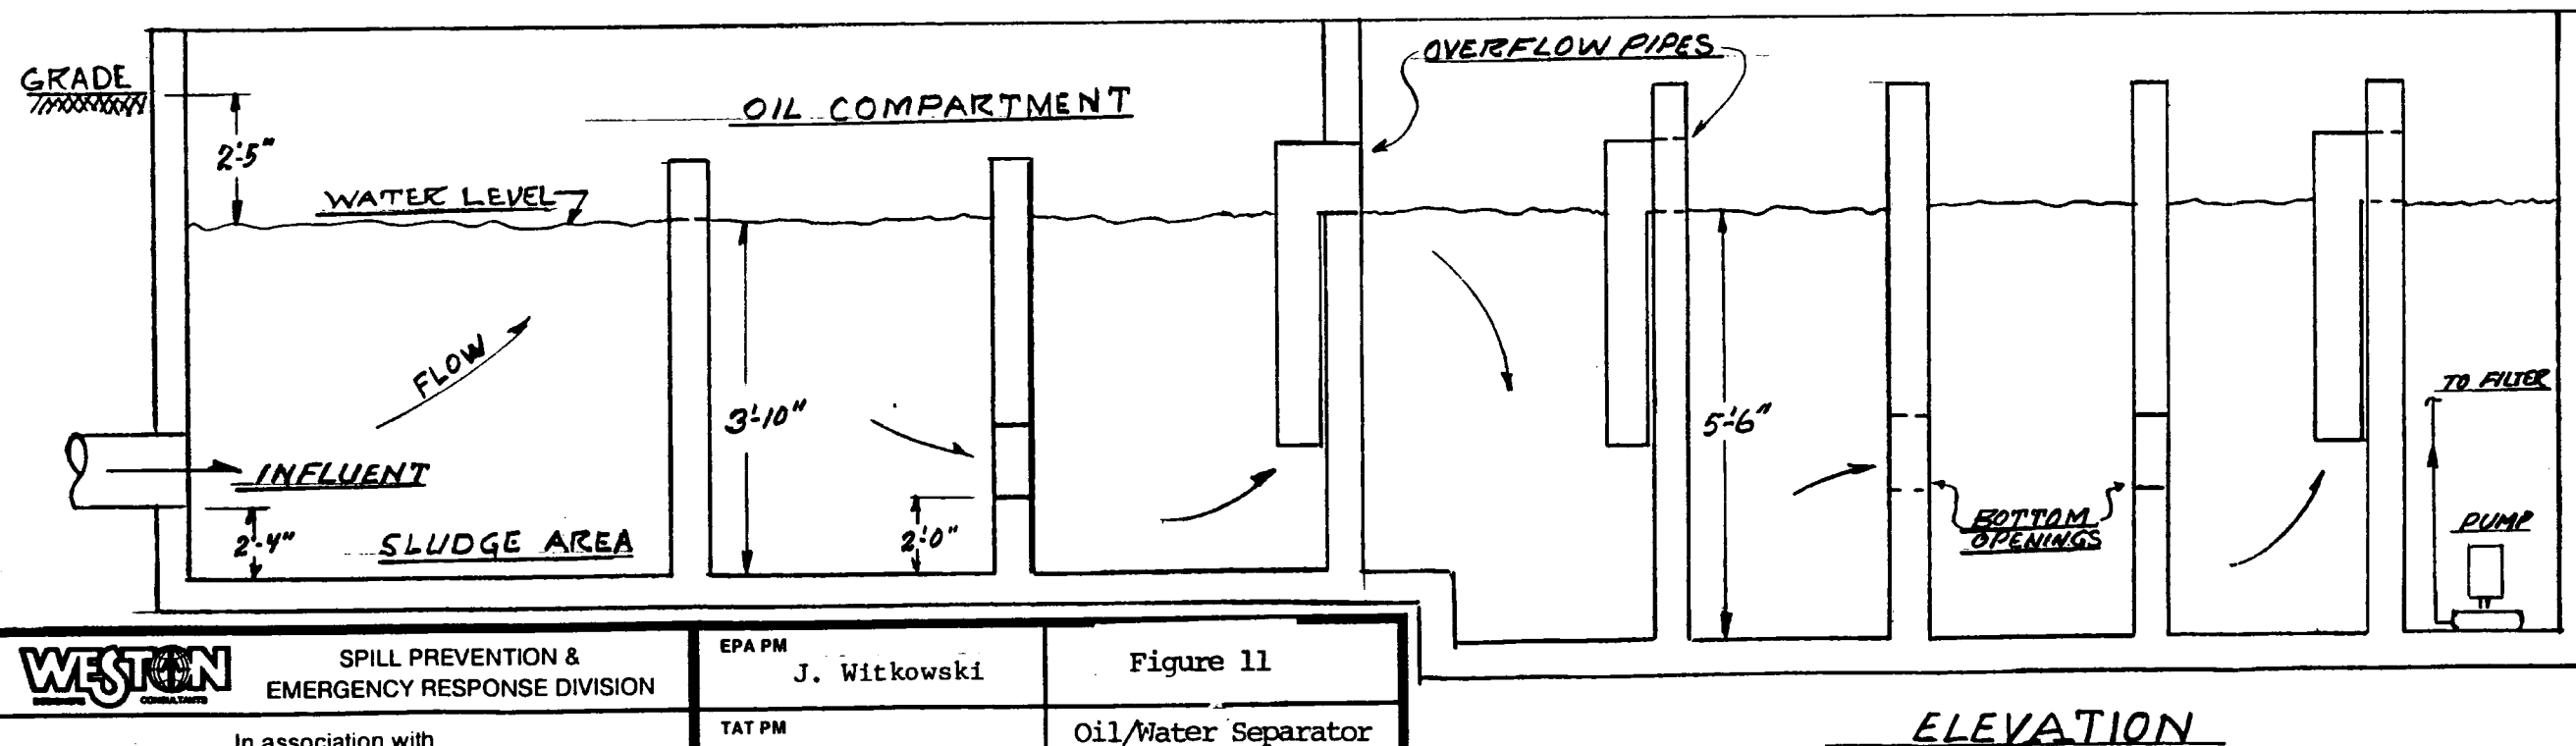 GRADE
2'-5"
OIL COMPARTMENT
OVERFLOW PIPES
WATER LEVEL
FLOW
3'-10"
5'-6"
TO FILTER
INFLUENT
2'-4"
SLUDGE AREA
2'-0"
BOTTOM
OPENINGS
PUMP
WESTON
DESIGNERS CONSULTANTS
SPILL PREVENTION &
EMERGENCY RESPONSE DIVISION
In association with
EPA PM
J. Witkowski
Figure 11
TAT PM
Oil/Water Separator
ELEVATION